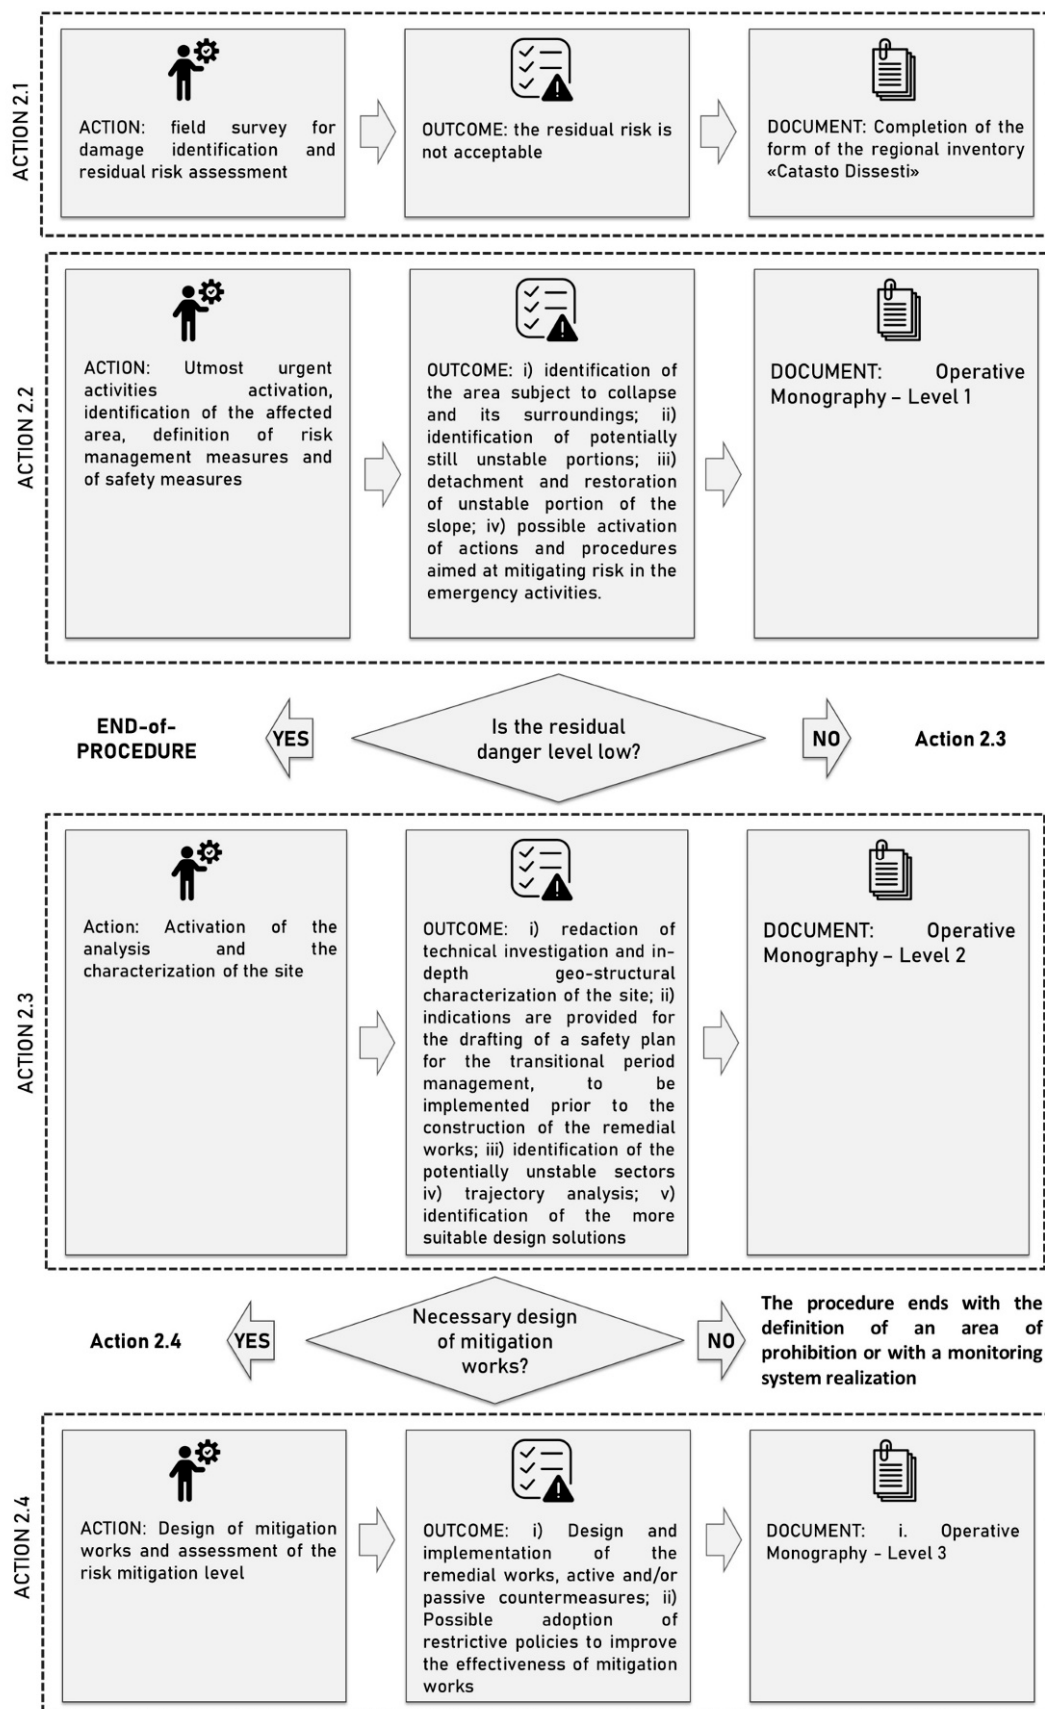 ACTION 2.1
ACTION: field survey for
damage identification and
residual risk assessment
OUTCOME: the residual risk is
not acceptable
DOCUMENT: Completion of the
form of the regional inventory
«Catasto Dissesti»
ACTION 2.2
ACTION: Utmost urgent
activities activation,
identification of the affected
area, definition of risk
management measures and
of safety measures
OUTCOME: i) identification of
the area subject to collapse
and its surroundings; ii)
identification of potentially
still unstable portions; iii)
detachment and restoration
of unstable portion of the
slope; iv) possible activation
of actions and procedures
aimed at mitigating risk in the
emergency activities.
DOCUMENT: Operative
Monography – Level 1
END-of-
PROCEDURE
YES
Is the residual
danger level low?
NO
Action 2.3
ACTION 2.3
Action: Activation of the
analysis and the
characterization of the site
OUTCOME: i) redaction of
technical investigation and in-
depth geo-structural
characterization of the site; ii)
indications are provided for
the drafting of a safety plan
for the transitional period
management, to be
implemented prior to the
construction of the remedial
works; iii) identification of the
potentially unstable sectors
iv) trajectory analysis; v)
identification of the more
suitable design solutions
DOCUMENT: Operative
Monography – Level 2
Action 2.4
YES
Necessary design
of mitigation
works?
NO
The procedure ends with the
definition of an area of
prohibition or with a monitoring
system realization
ACTION 2.4
ACTION: Design of mitigation
works and assessment of the
risk mitigation level
OUTCOME: i) Design and
implementation of the
remedial works, active and/or
passive countermeasures; ii)
Possible adoption of
restrictive policies to improve
the effectiveness of mitigation
works
DOCUMENT: i. Operative
Monography - Level 3